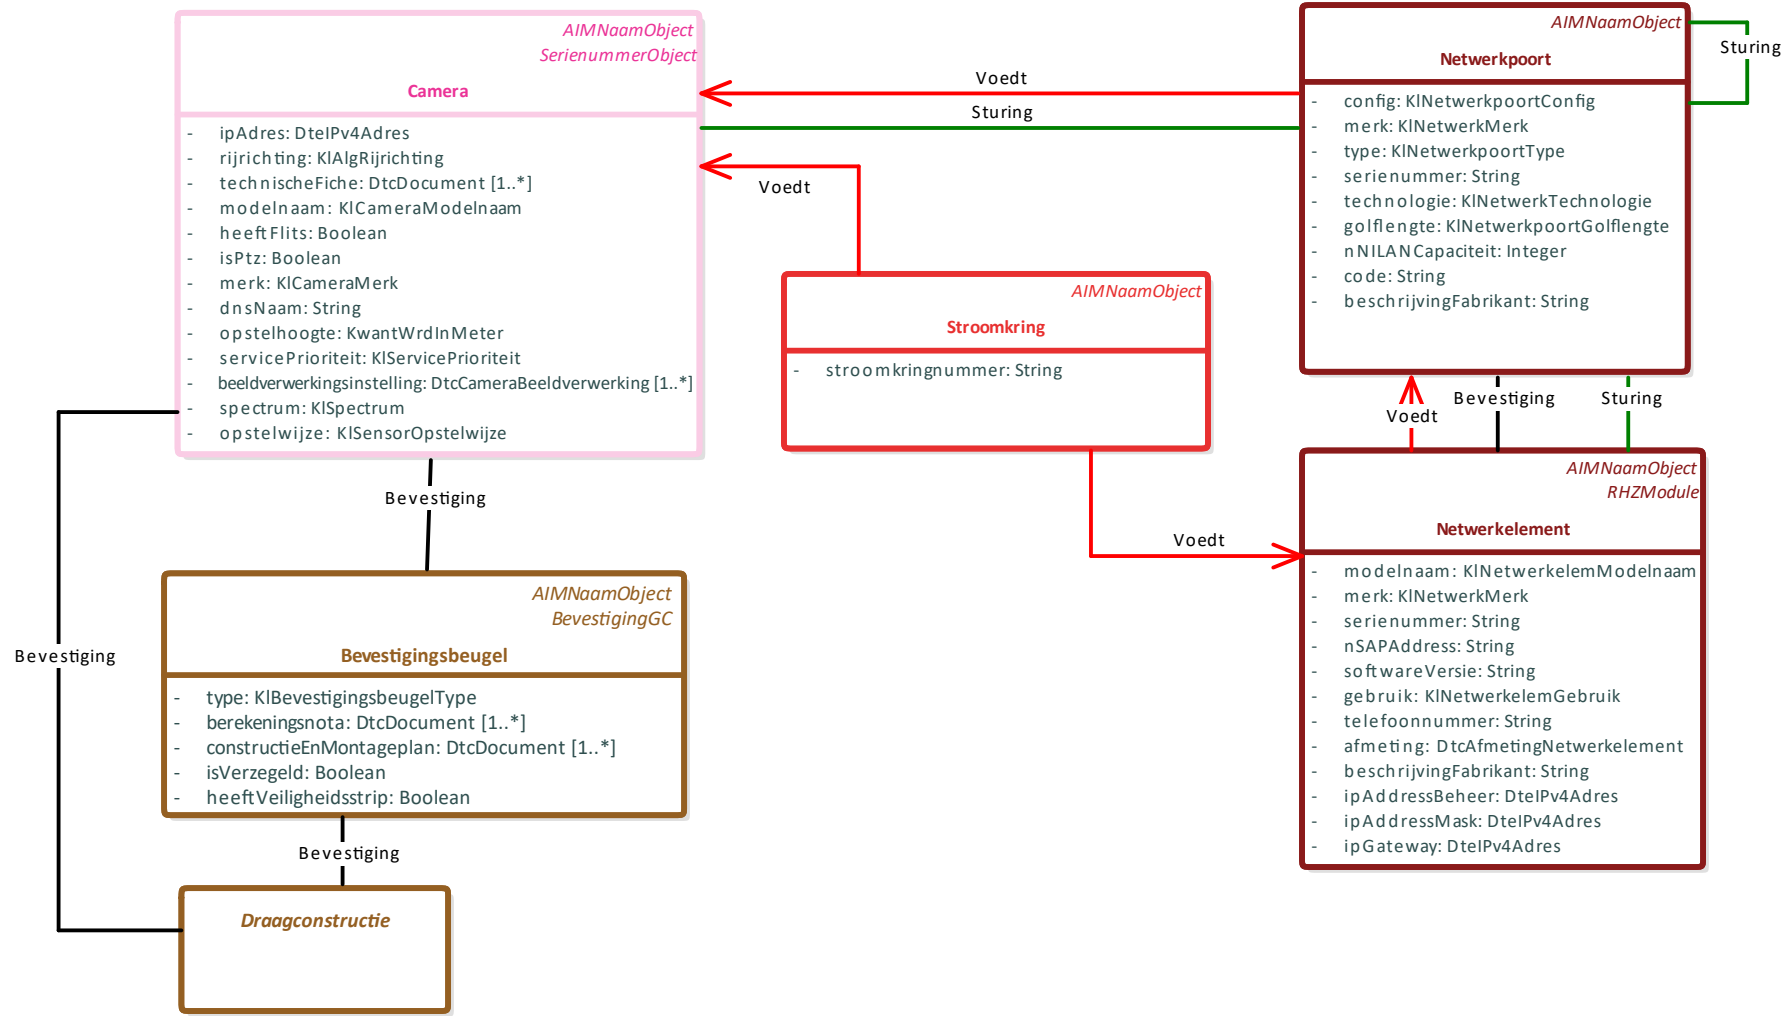 AIMNaamObject
SerienummerObject
Camera
- ipAdres: DteIPv4Adres
- rijrichting: KlAlgRijrichting
- technischeFiche: DtcDocument [1..*]
- modelnaam: KlCameraModelnaam
- heeftFlits: Boolean
- isPtz: Boolean
- merk: KlCameraMerk
- dnsNaam: String
- opstelhoogte: KwantWrdInMeter
- servicePrioriteit: KlServicePrioriteit
- beeldverwerkingsinstelling: DtcCameraBeeldverwerking [1..*]
- spectrum: KlSpectrum
- opstelwijze: KlSensorOpstelwijze
Voedt
Sturing
Voedt
AIMNaamObject
Netwerkpoort
- config: KlNetwerkpoortConfig
- merk: KlNetwerkMerk
- type: KlNetwerkpoortType
- serienummer: String
- technologie: KlNetwerkTechnologie
- golflengte: KlNetwerkpoortGolflengte
- nNILANCapaciteit: Integer
- code: String
- beschrijvingFabrikant: String
Sturing
AIMNaamObject
Stroomkring
- stroomkringnummer: String
Voedt
Bevestiging
Sturing
Voedt
AIMNaamObject
RHZModule
Netwerkelement
- modelnaam: KlNetwerkelemModelnaam
- merk: KlNetwerkMerk
- serienummer: String
- nSAPAddress: String
- softwareVersie: String
- gebruik: KlNetwerkelemGebruik
- telefoonnummer: String
- afmeting: DtcAfmetingNetwerkelement
- beschrijvingFabrikant: String
- ipAddressBeheer: DteIPv4Adres
- ipAddressMask: DteIPv4Adres
- ipGateway: DteIPv4Adres
Bevestiging
Bevestiging
AIMNaamObject
BevestigingGC
Bevestigingsbeugel
- type: KlBevestigingsbeugelType
- berekeningsnota: DtcDocument [1..*]
- constructieEnMontageplan: DtcDocument [1..*]
- isVerzegeld: Boolean
- heeftVeiligheidsstrip: Boolean
Bevestiging
Draagconstructie